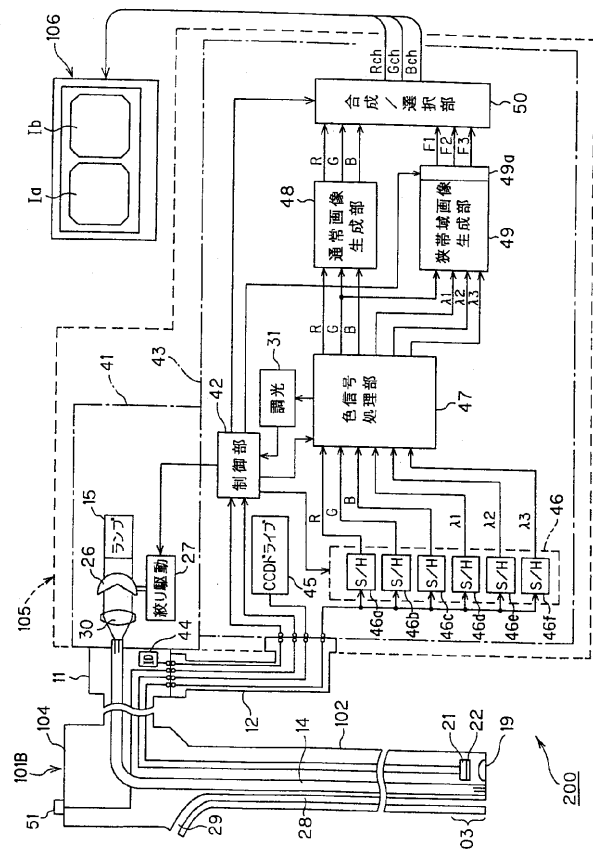 106
Ia
Ib
105
41
43
15
26
30
ランプ
絞り駆動
27
44
ID
11
12
42
制御部
31
調光
CCDドライブ
45
48
通常画像
生成部
R
G
B
合成/選択部
50
Rch
Gch
Bch
49a
49
狭帯域画像
生成部
F1
F2
F3
λ1
λ2
λ3
R
G
B
色信号
処理部
47
R
G
B
λ1
λ2
λ3
46
S/H
S/H
S/H
S/H
S/H
S/H
46a
46b
46c
46d
46e
46f
101B
104
51
29
28
14
102
21
22
19
03
200